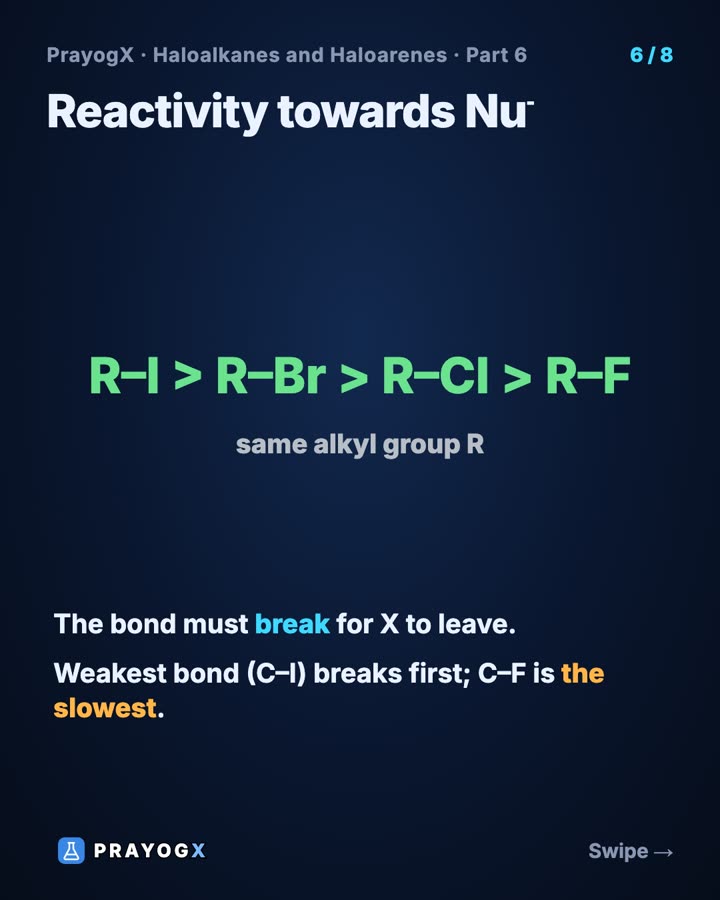 PrayogX · Haloalkanes and Haloarenes · Part 6
6 / 8
Reactivity towards Nu⁻
R–I > R–Br > R–Cl > R–F
same alkyl group R
The bond must break for X to leave.
Weakest bond (C–I) breaks first; C–F is the
slowest.
PRAYOGX
Swipe →